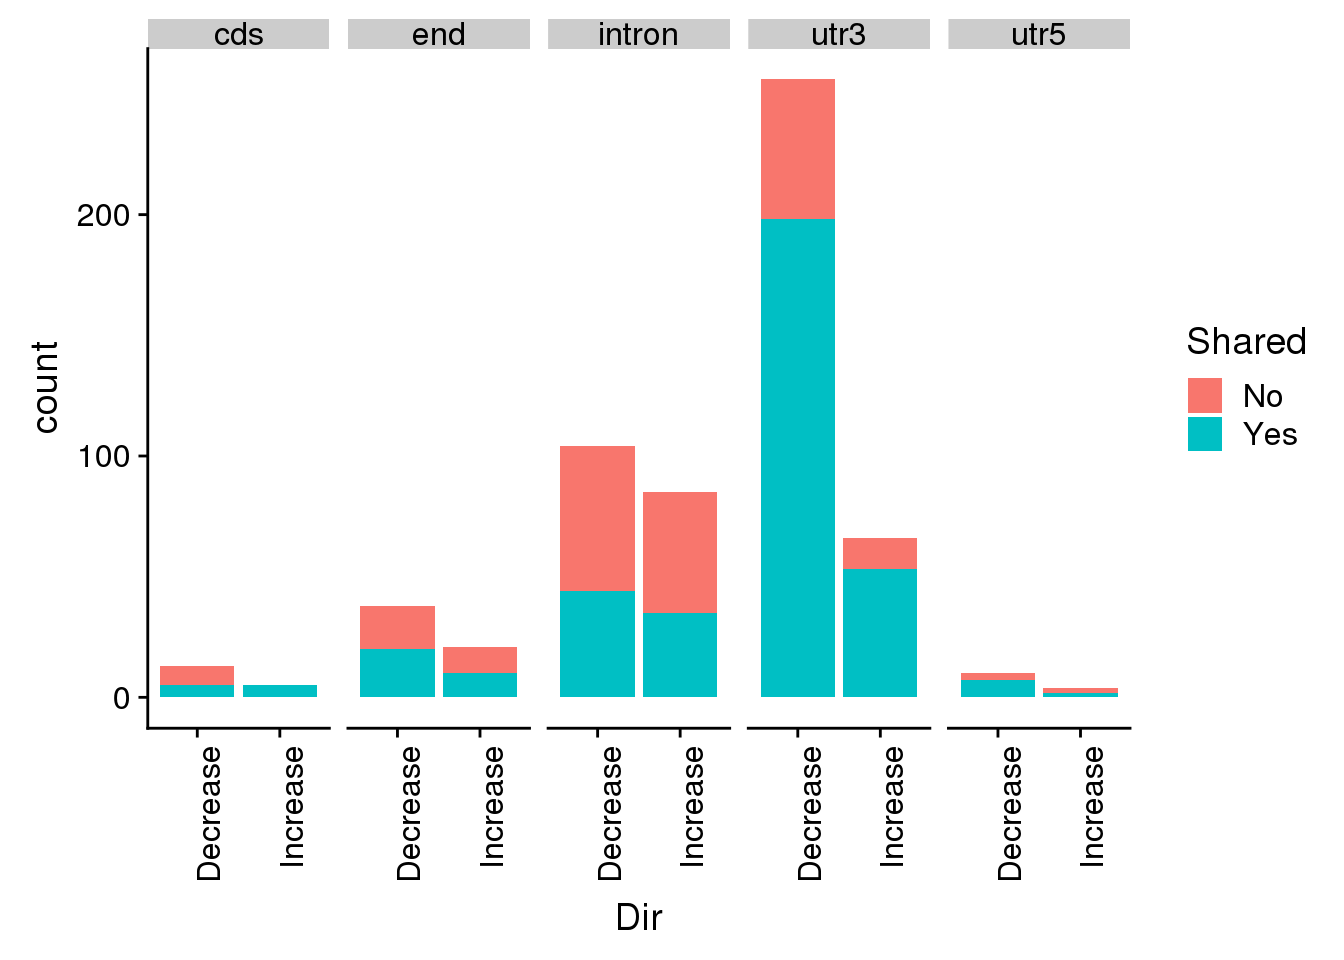 cds end intron utr3 utr5
count
200
100
0
Decrease Increase Decrease Increase Decrease Increase Decrease Increase Decrease Increase
Dir
Shared
No
Yes